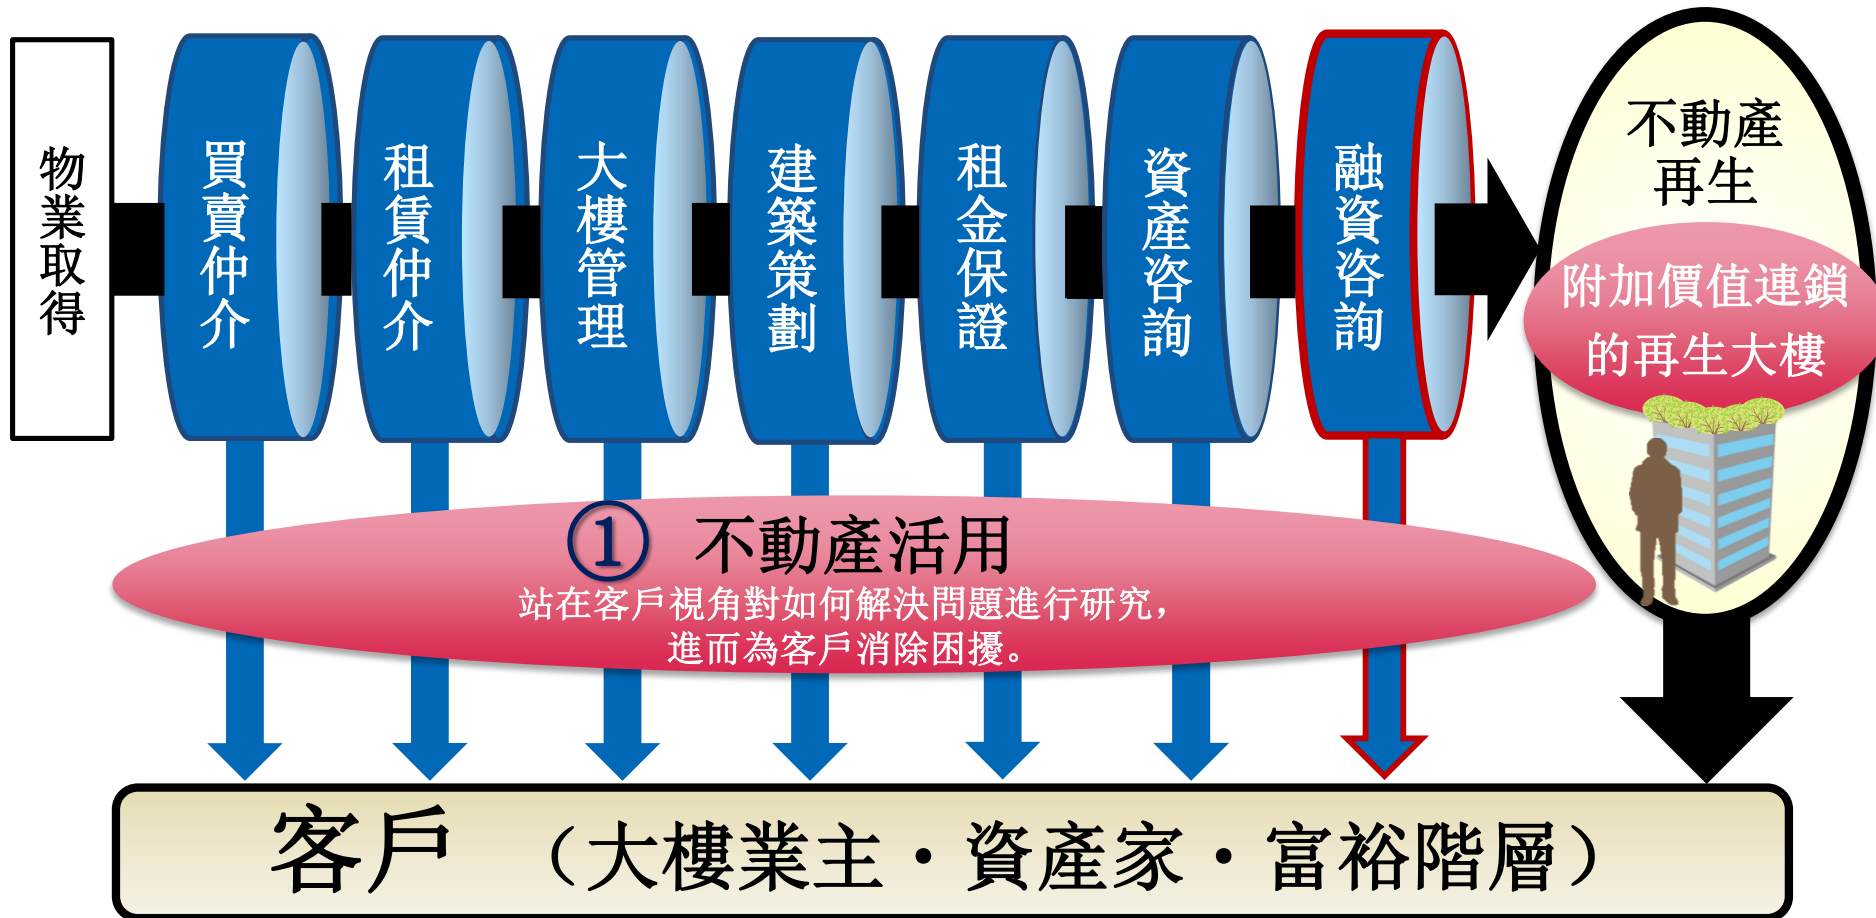 物業取得
買賣仲介
租賃仲介
大樓管理
建築策劃
租金保證
資產咨詢
融資咨詢
不動產
再生
附加價值連鎖
的再生大樓
① 不動產活用
站在客戶視角對如何解決問題進行研究，
進而為客戶消除困擾。
客戶 （大樓業主・資產家・富裕階層）